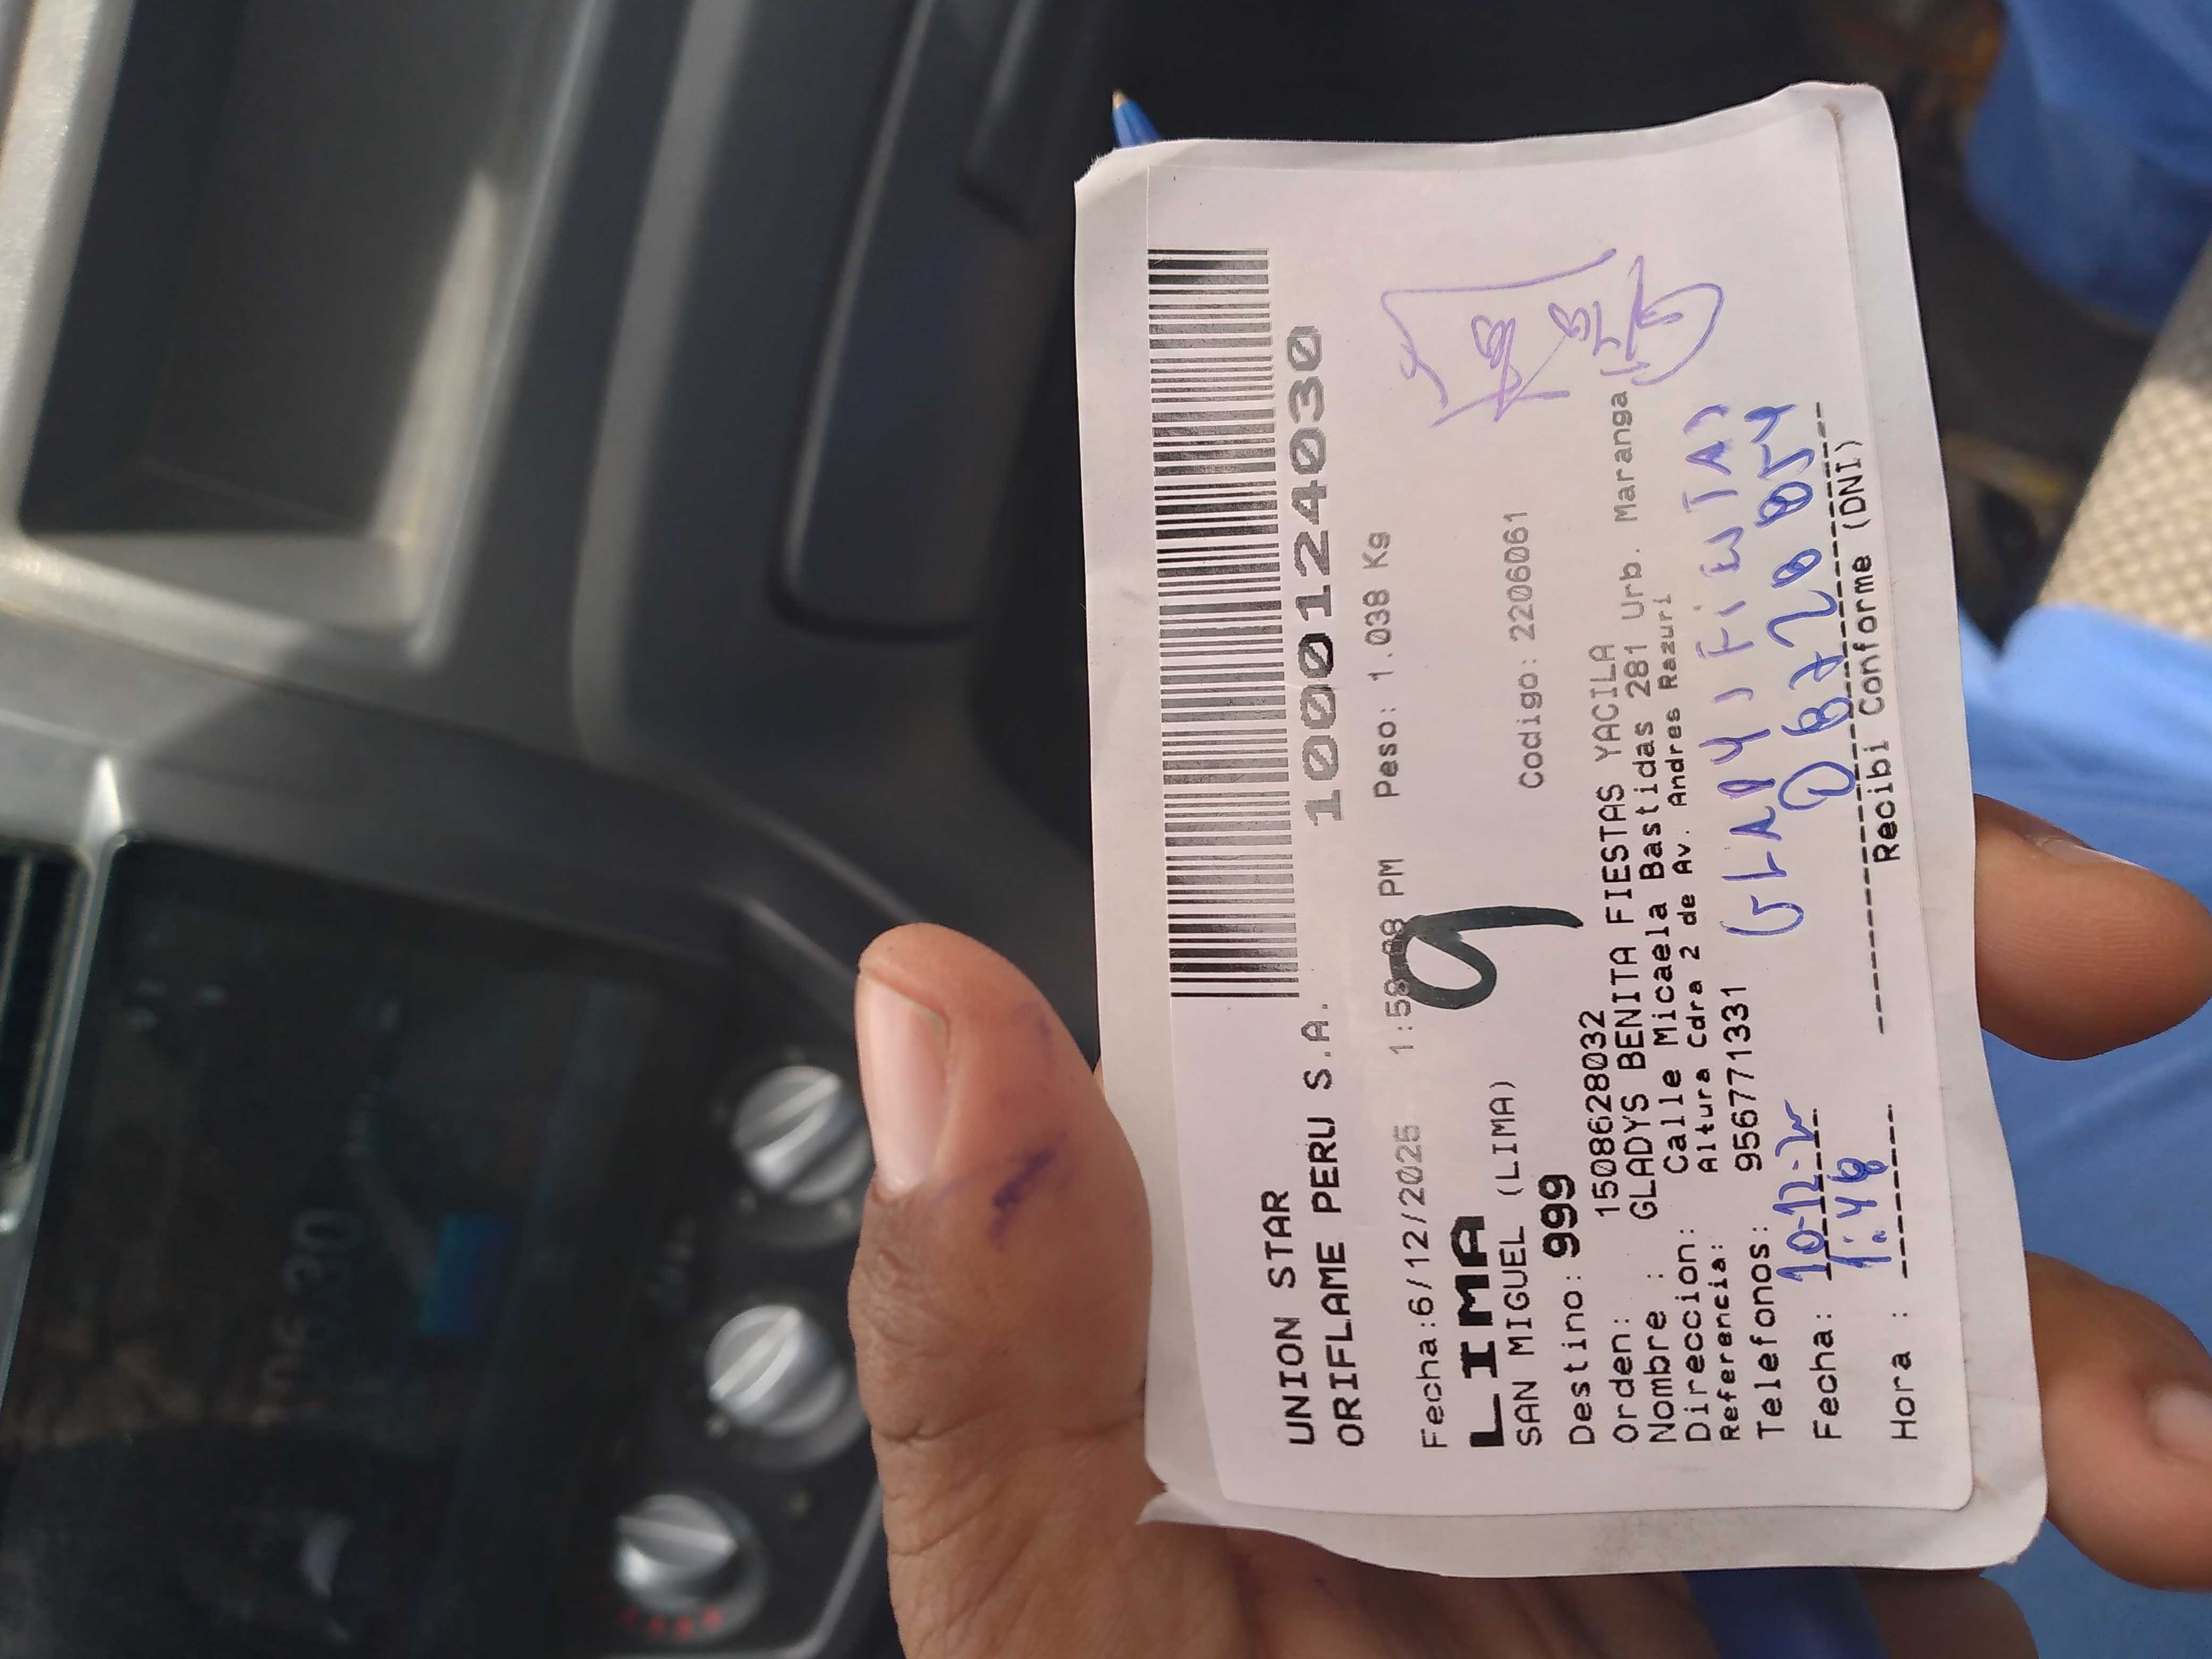 UNION STAR
ORIFLAME PERU S.A. 10001124030
Fecha:6/12/2025 1:58:08 PM Peso: 1.038 Kg
9
LIMA
SAN MIGUEL (LIMA) Codigo: 2206061
Destino: 999
Orden: 1508628032
Nombre : GLADYS BENITA FIESTAS YACILA
Direccion: Calle Micaela Bastidas 281 Urb. Maranga
Referencia: Altura Cdra 2 de Av. Andres Razuri
Telefonos: 956771331
GLADYS FIESTAS
Fecha: 10-12-2
Hora : 1:48
Recibi Conforme (DNI)